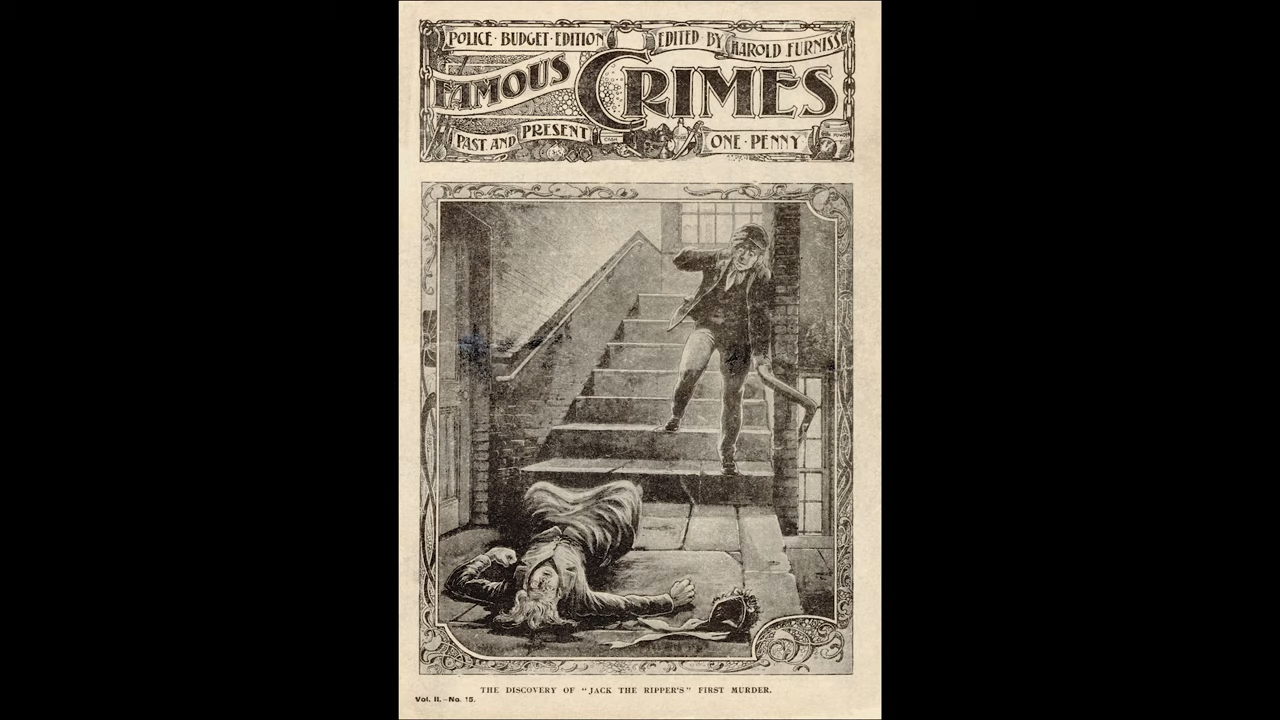 POLICE · BUDGET · EDITION
EDITED · BY HAROLD FURNISS
FAMOUS CRIMES
PAST AND PRESENT
ONE · PENNY
THE DISCOVERY OF "JACK THE RIPPER'S" FIRST MURDER.
Vol. II.—No. 15.